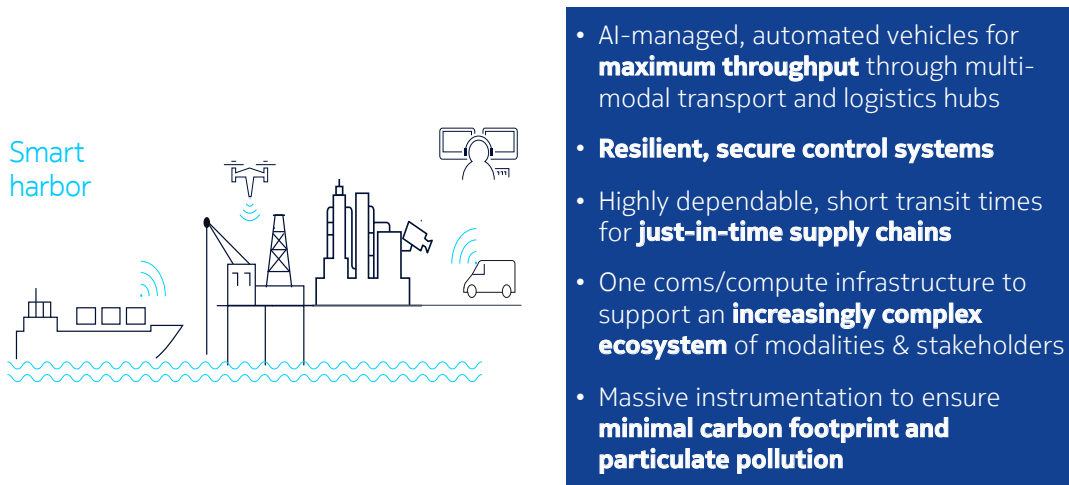 Smart
harbor
• AI-managed, automated vehicles for
maximum throughput through multi-
modal transport and logistics hubs
• Resilient, secure control systems
• Highly dependable, short transit times
for just-in-time supply chains
• One coms/compute infrastructure to
support an increasingly complex
ecosystem of modalities & stakeholders
• Massive instrumentation to ensure
minimal carbon footprint and
particulate pollution